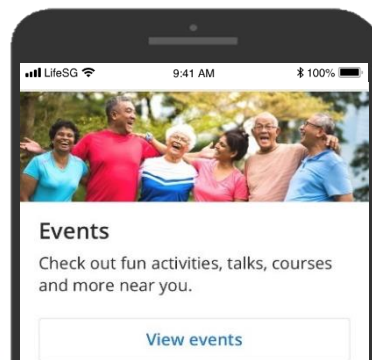 LifeSG 9:41 AM 100%
Events
Check out fun activities, talks, courses
and more near you.
View events